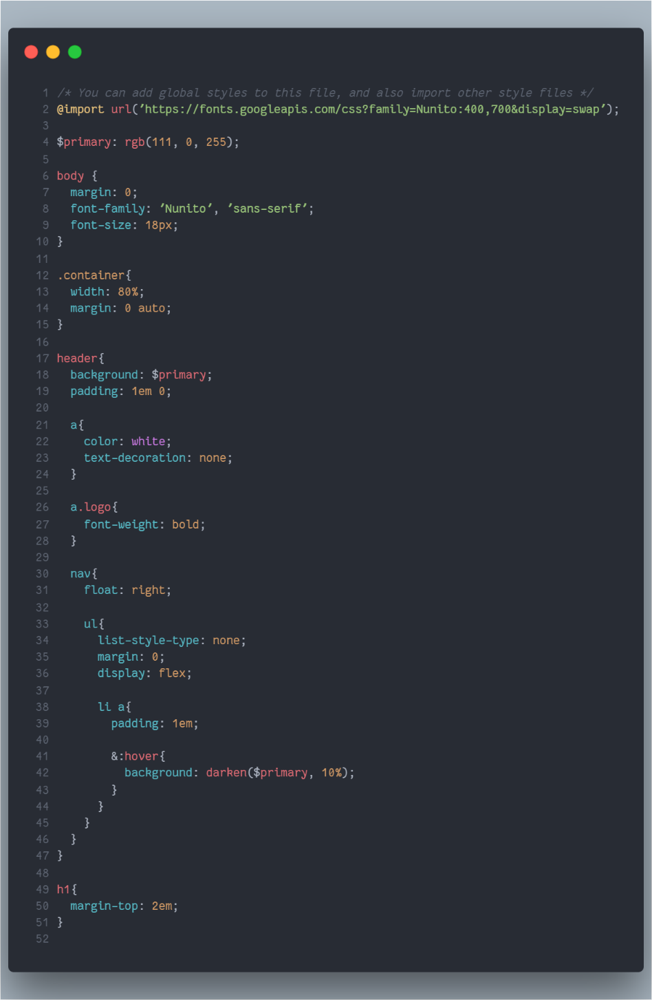 1 /* You can add global styles to this file, and also import other style files */
2 @import url('https://fonts.googleapis.com/css?family=Nunito:400,700&display=swap');
3
4 $primary: rgb(111, 0, 255);
5
6 body {
7   margin: 0;
8   font-family: 'Nunito', 'sans-serif';
9   font-size: 18px;
10 }
11
12 .container{
13   width: 80%;
14   margin: 0 auto;
15 }
16
17 header{
18   background: $primary;
19   padding: 1em 0;
20
21   a{
22     color: white;
23     text-decoration: none;
24   }
25
26   a.logo{
27     font-weight: bold;
28   }
29
30   nav{
31     float: right;
32
33     ul{
34       list-style-type: none;
35       margin: 0;
36       display: flex;
37
38       li a{
39         padding: 1em;
40
41         &:hover{
42           background: darken($primary, 10%);
43         }
44       }
45     }
46   }
47 }
48
49 h1{
50   margin-top: 2em;
51 }
52